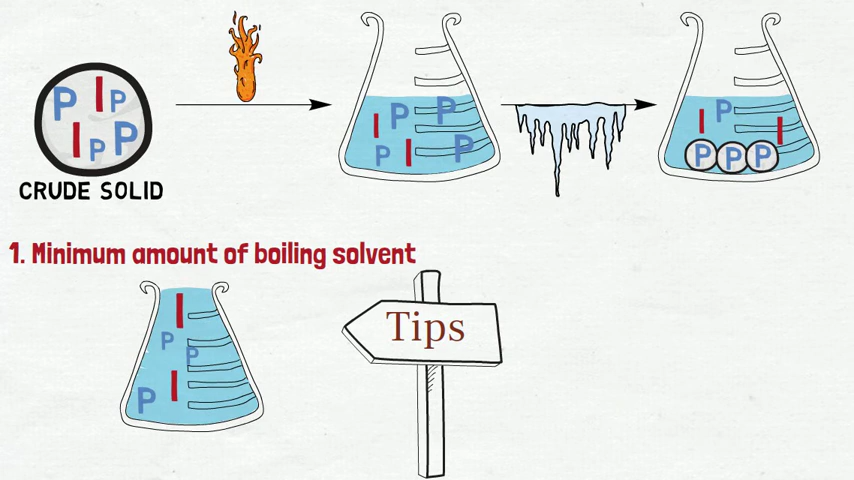 P I P
I P P
CRUDE SOLID
I P P
P I P
I P I
P P P
1. Minimum amount of boiling solvent
I
P P
I
P
Tips